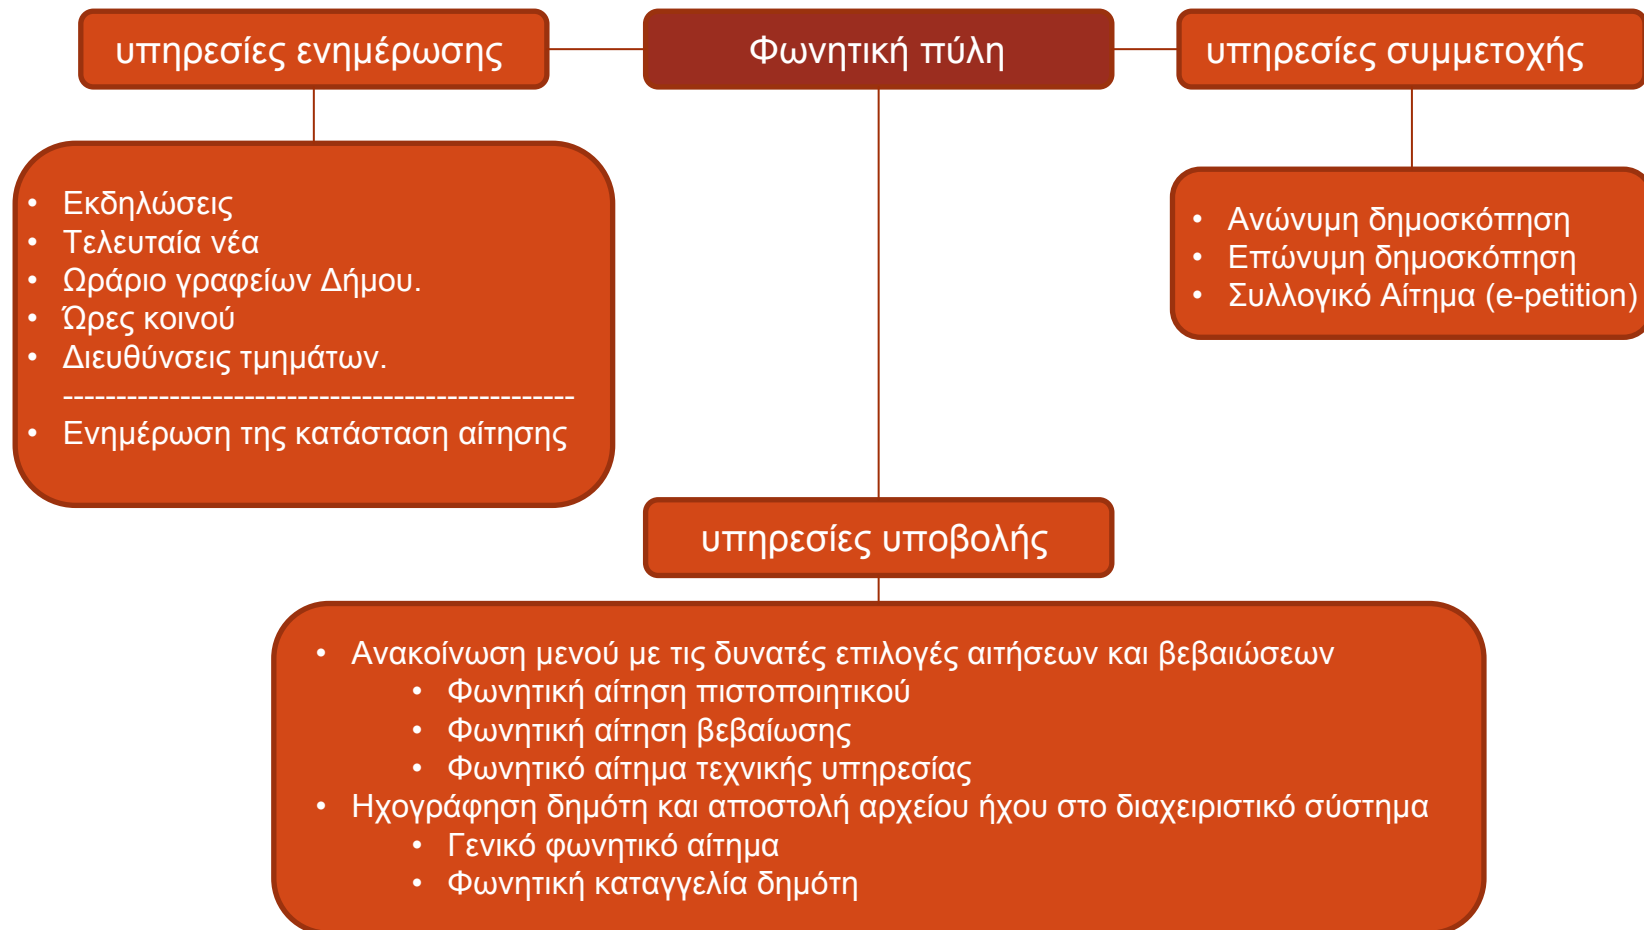 υπηρεσίες ενημέρωσης
Φωνητική πύλη
υπηρεσίες συμμετοχής
• Εκδηλώσεις
• Τελευταία νέα
• Ωράριο γραφείων Δήμου.
• Ώρες κοινού
• Διευθύνσεις τμημάτων.
------------------------------------------------
• Ενημέρωση της κατάσταση αίτησης
• Ανώνυμη δημοσκόπηση
• Επώνυμη δημοσκόπηση
• Συλλογικό Αίτημα (e-petition)
υπηρεσίες υποβολής
• Ανακοίνωση μενού με τις δυνατές επιλογές αιτήσεων και βεβαιώσεων
• Φωνητική αίτηση πιστοποιητικού
• Φωνητική αίτηση βεβαίωσης
• Φωνητικό αίτημα τεχνικής υπηρεσίας
• Ηχογράφηση δημότη και αποστολή αρχείου ήχου στο διαχειριστικό σύστημα
• Γενικό φωνητικό αίτημα
• Φωνητική καταγγελία δημότη